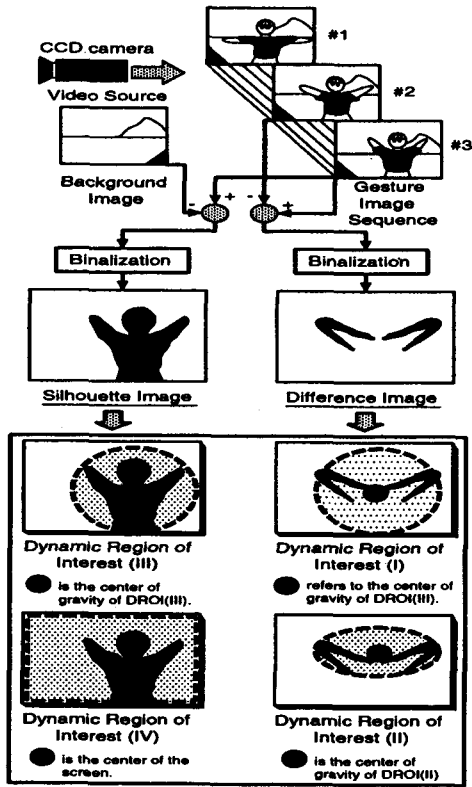 CCD camera
Video Source
#1
#2
#3
Background
Image
Gesture
Image
Sequence
-
+
-
+
Binalization
Binalization
Silhouette Image
Difference Image
Dynamic Region of
Interest (III)
is the center of
gravity of DROI(III).
Dynamic Region of
Interest (I)
refers to the center of
gravity of DROI(III).
Dynamic Region of
Interest (IV)
is the center of the
screen.
Dynamic Region of
Interest (II)
is the center of
gravity of DROI(II)